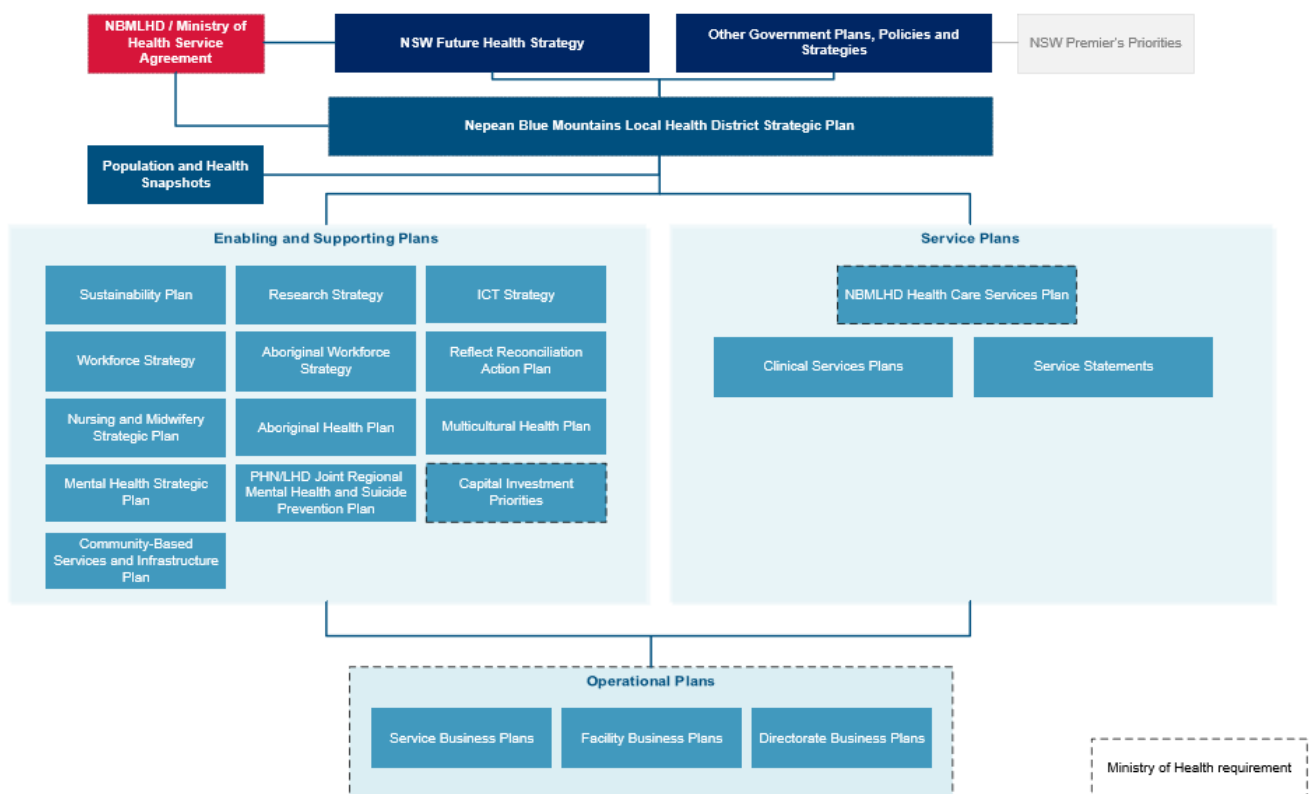 NBMLHD / Ministry of
Health Service
Agreement
NSW Future Health Strategy
Other Government Plans, Policies and
Strategies
NSW Premier's Priorities
Nepean Blue Mountains Local Health District Strategic Plan
Population and Health
Snapshots
Enabling and Supporting Plans
Sustainability Plan
Research Strategy
ICT Strategy
Workforce Strategy
Aboriginal Workforce
Strategy
Reflect Reconciliation
Action Plan
Nursing and Midwifery
Strategic Plan
Aboriginal Health Plan
Multicultural Health Plan
Mental Health Strategic
Plan
PHN/LHD Joint Regional
Mental Health and Suicide
Prevention Plan
Capital Investment
Priorities
Community-Based
Services and Infrastructure
Plan
Service Plans
NBMLHD Health Care Services Plan
Clinical Services Plans
Service Statements
Operational Plans
Service Business Plans
Facility Business Plans
Directorate Business Plans
Ministry of Health requirement